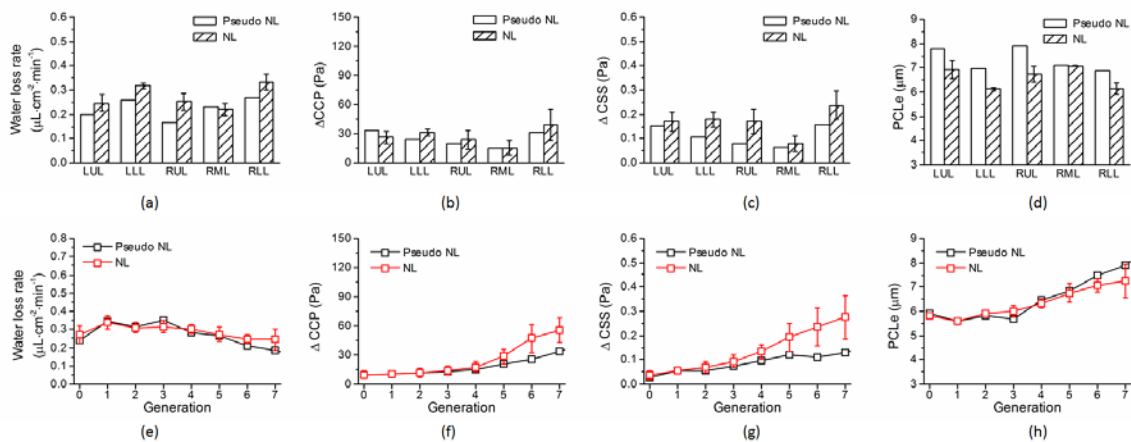 Water loss rate
(μL·cm⁻²·min⁻¹)
0.8
0.7
0.6
0.5
0.4
0.3
0.2
0.1
0.0
Pseudo NL
NL
LUL LLL RUL RML RLL
(a)
ΔCCP (Pa)
150
120
90
60
30
0
Pseudo NL
NL
LUL LLL RUL RML RLL
(b)
Δ CSS (Pa)
0.6
0.5
0.4
0.3
0.2
0.1
0.0
Pseudo NL
NL
LUL LLL RUL RML RLL
(c)
PCLe (μm)
9
8
7
6
5
4
3
Pseudo NL
NL
LUL LLL RUL RML RLL
(d)
Water loss rate
(μL·cm⁻²·min⁻¹)
0.8
0.7
0.6
0.5
0.4
0.3
0.2
0.1
0.0
Pseudo NL
NL
0 1 2 3 4 5 6 7
Generation
(e)
Δ CCP (Pa)
150
120
90
60
30
0
Pseudo NL
NL
0 1 2 3 4 5 6 7
Generation
(f)
Δ CSS (Pa)
0.6
0.5
0.4
0.3
0.2
0.1
0.0
Pseudo NL
NL
0 1 2 3 4 5 6 7
Generation
(g)
PCLe (μm)
9
8
7
6
5
4
3
Pseudo NL
NL
0 1 2 3 4 5 6 7
Generation
(h)